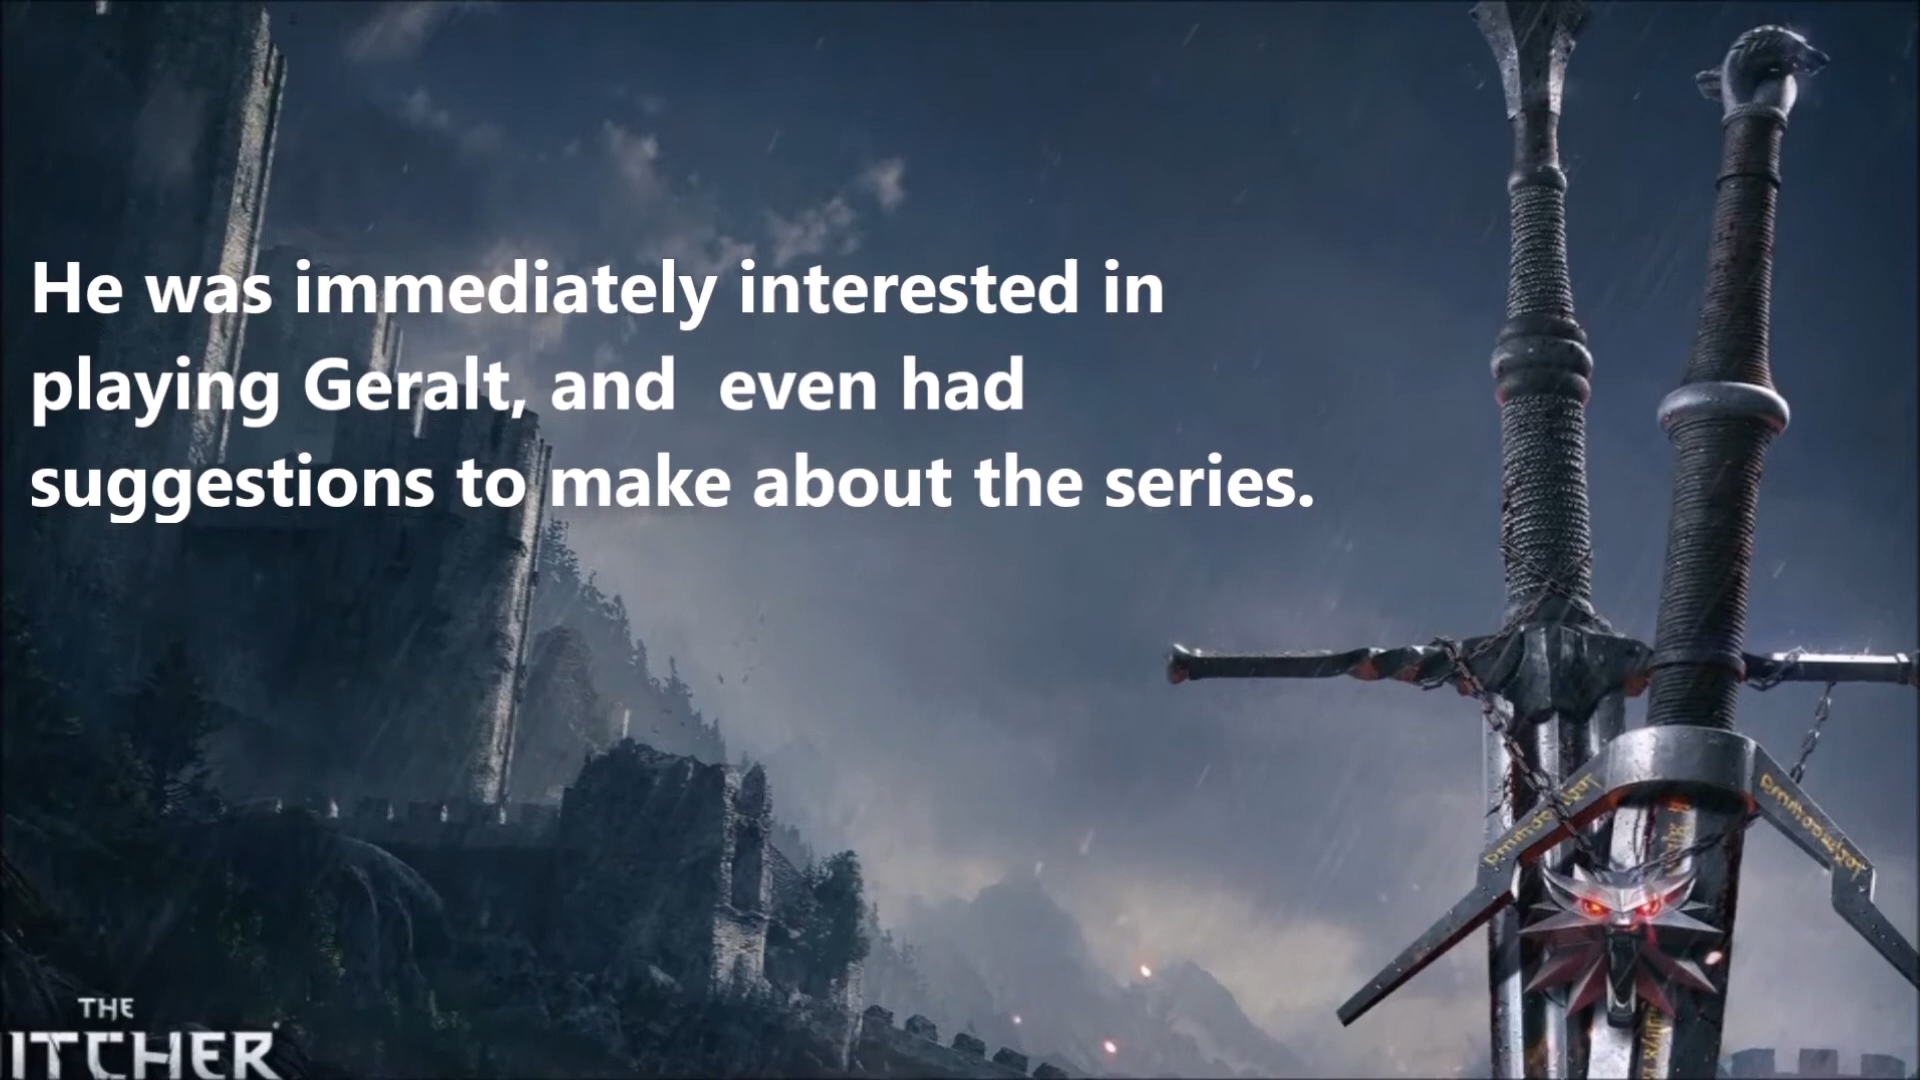 He was immediately interested in
playing Geralt, and  even had
suggestions to make about the series.
THE
ITCHER